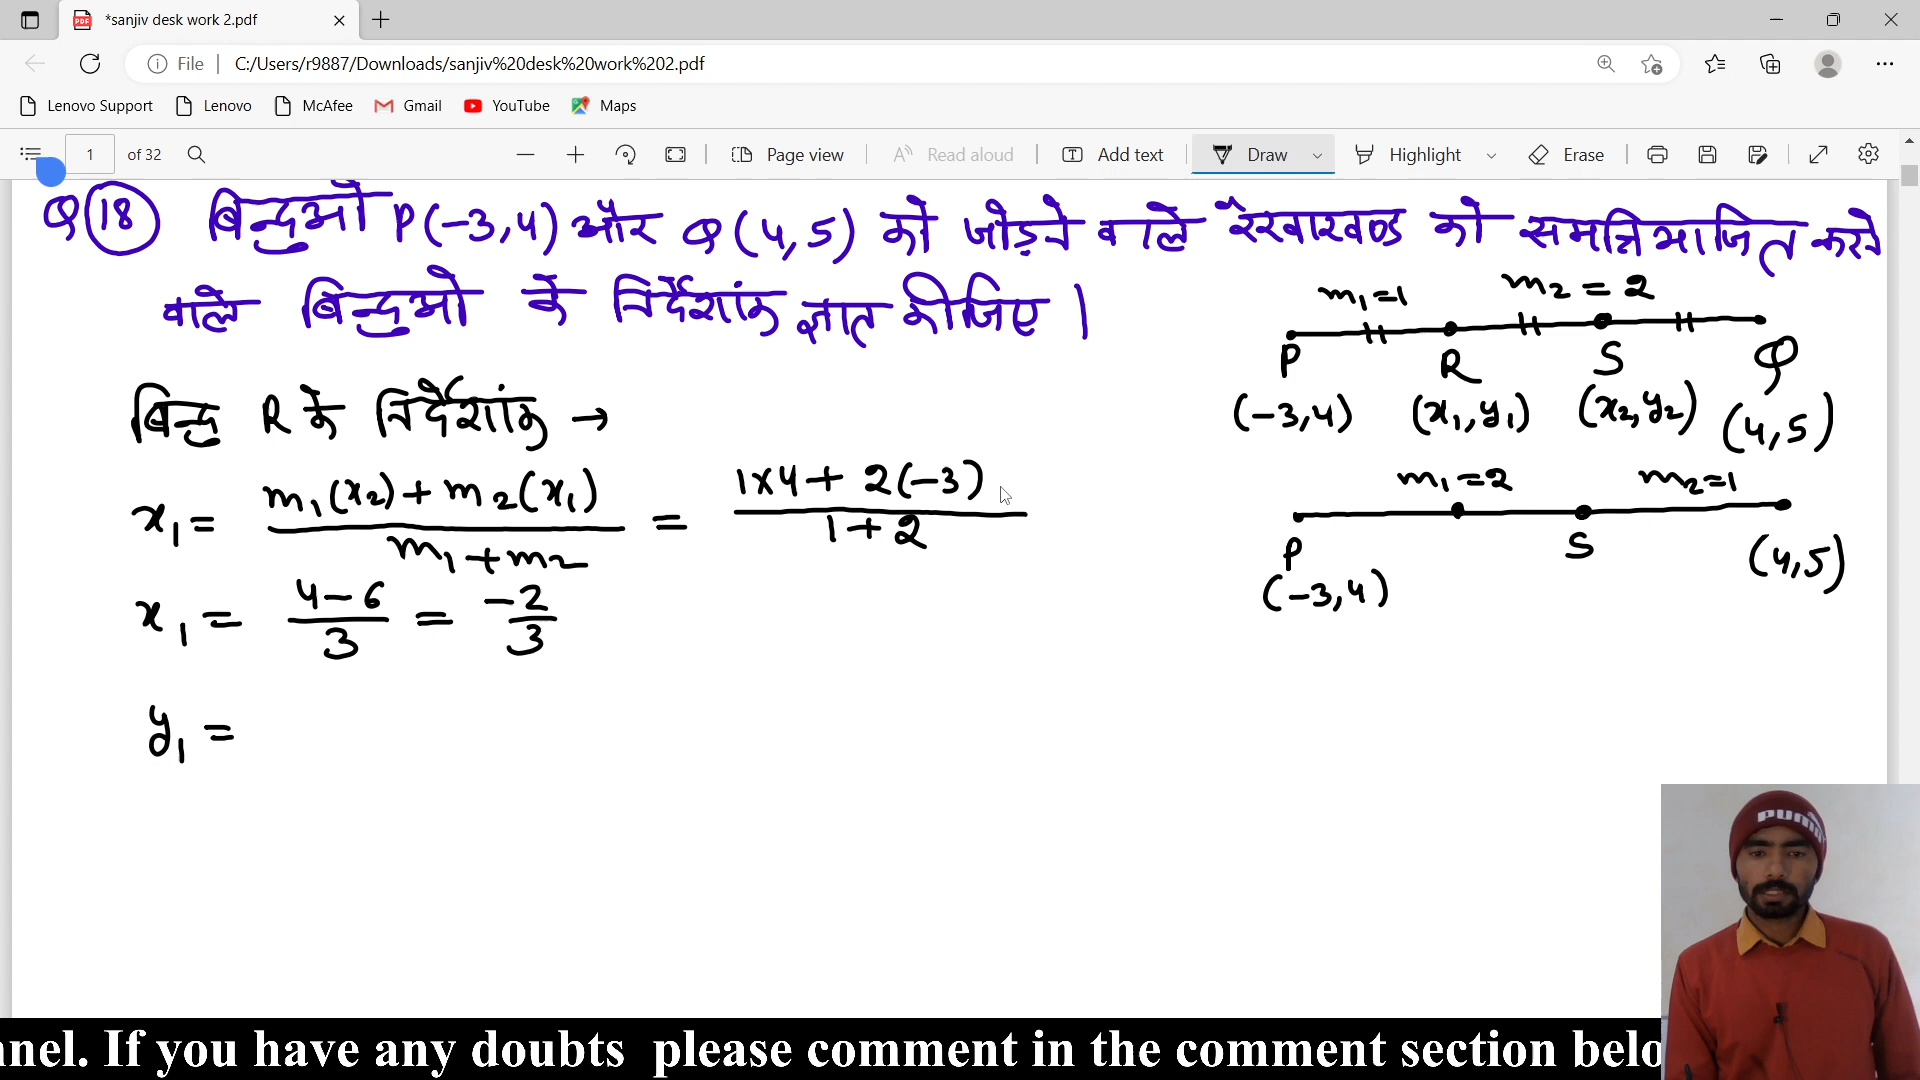 *sanjiv desk work 2.pdf
File | C:/Users/r9887/Downloads/sanjiv%20desk%20work%202.pdf
Lenovo Support Lenovo McAfee Gmail YouTube Maps
1 of 32 Page view Read aloud Add text Draw Highlight Erase
Q 18 बिन्दुओं P(-3,4) और Q(4,5) को जोड़ने वाले रेखाखण्ड को समत्रिभाजित करने
वाले बिन्दुओ के निर्देशांक ज्ञात कीजिए।
m₁=1 m₂=2
P R S Q
(-3,4) (x₁,y₁) (x₂,y₂) (4,5)
m₁=2 m₂=1
P S (4,5)
(-3,4)
बिन्दु R के निर्देशांक →
x₁ = m₁(x₂)+m₂(x₁) / m₁+m₂ = 1×4+2(-3) / 1+2
x₁ = 4-6 / 3 = -2 / 3
y₁ =
PUMA
nnel. If you have any doubts please comment in the comment section belo